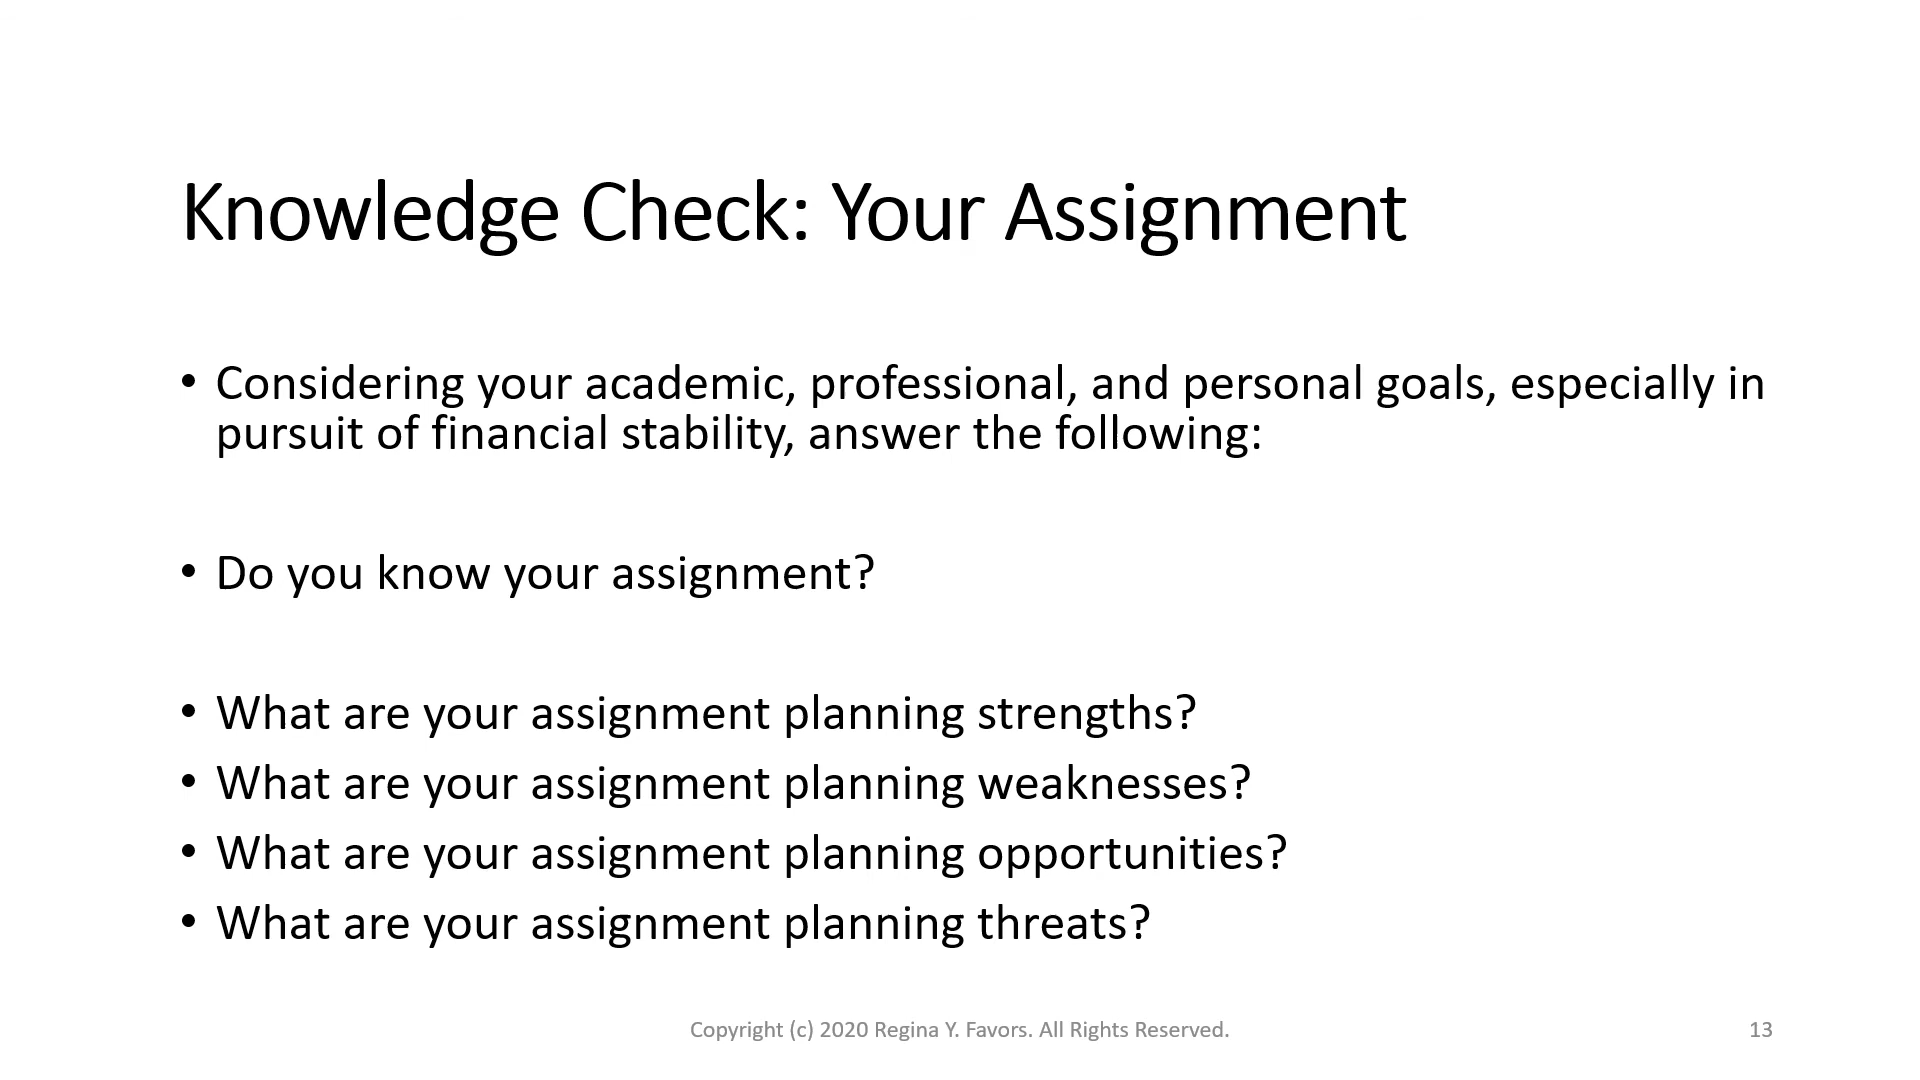 Knowledge Check: Your Assignment
• Considering your academic, professional, and personal goals, especially in
pursuit of financial stability, answer the following:
• Do you know your assignment?
• What are your assignment planning strengths?
• What are your assignment planning weaknesses?
• What are your assignment planning opportunities?
• What are your assignment planning threats?
Copyright (c) 2020 Regina Y. Favors. All Rights Reserved.
13